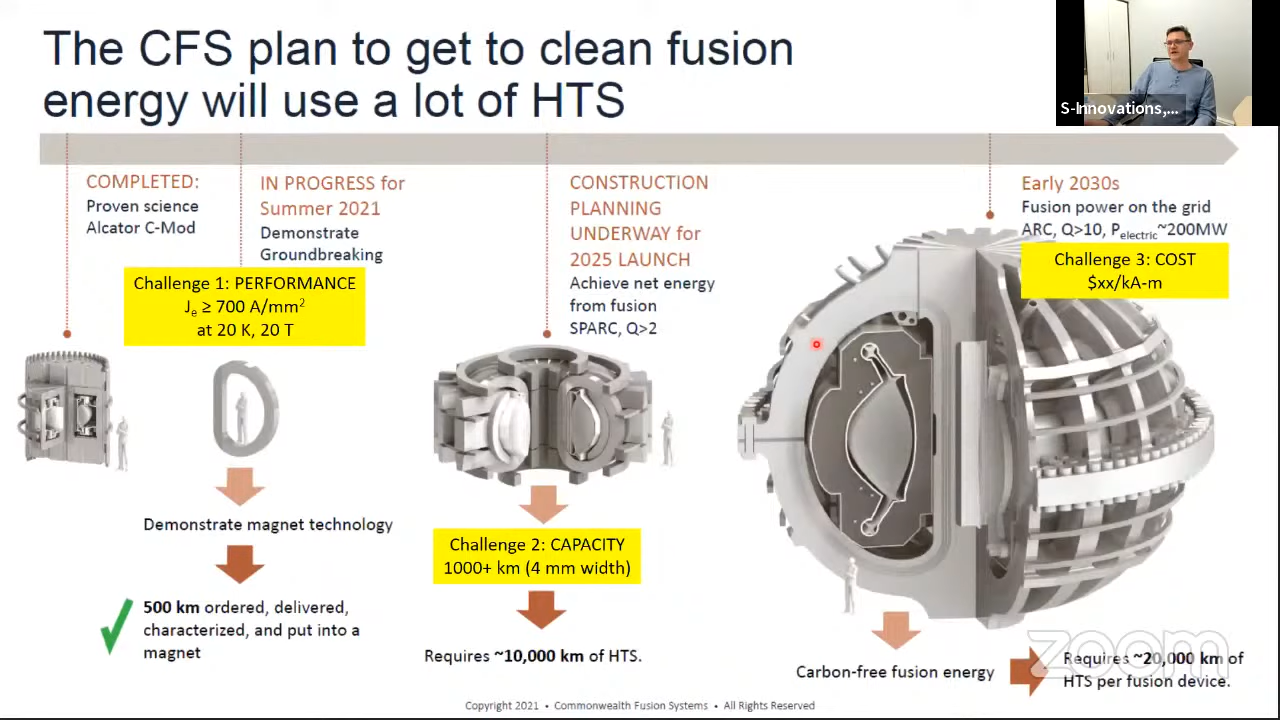 The CFS plan to get to clean fusion
energy will use a lot of HTS
S-Innovations,...
COMPLETED:
Proven science
Alcator C-Mod
IN PROGRESS for
Summer 2021
Demonstrate
Groundbreaking
Challenge 1: PERFORMANCE
Je ≥ 700 A/mm2
at 20 K, 20 T
Demonstrate magnet technology
500 km ordered, delivered,
characterized, and put into a
magnet
CONSTRUCTION
PLANNING
UNDERWAY for
2025 LAUNCH
Achieve net energy
from fusion
SPARC, Q>2
Challenge 2: CAPACITY
1000+ km (4 mm width)
Requires ~10,000 km of HTS.
Early 2030s
Fusion power on the grid
ARC, Q>10, Pelectric~200MW
Challenge 3: COST
$xx/kA-m
Carbon-free fusion energy
Requires ~20,000 km of
HTS per fusion device.
zoom
Copyright 2021 • Commonwealth Fusion Systems • All Rights Reserved